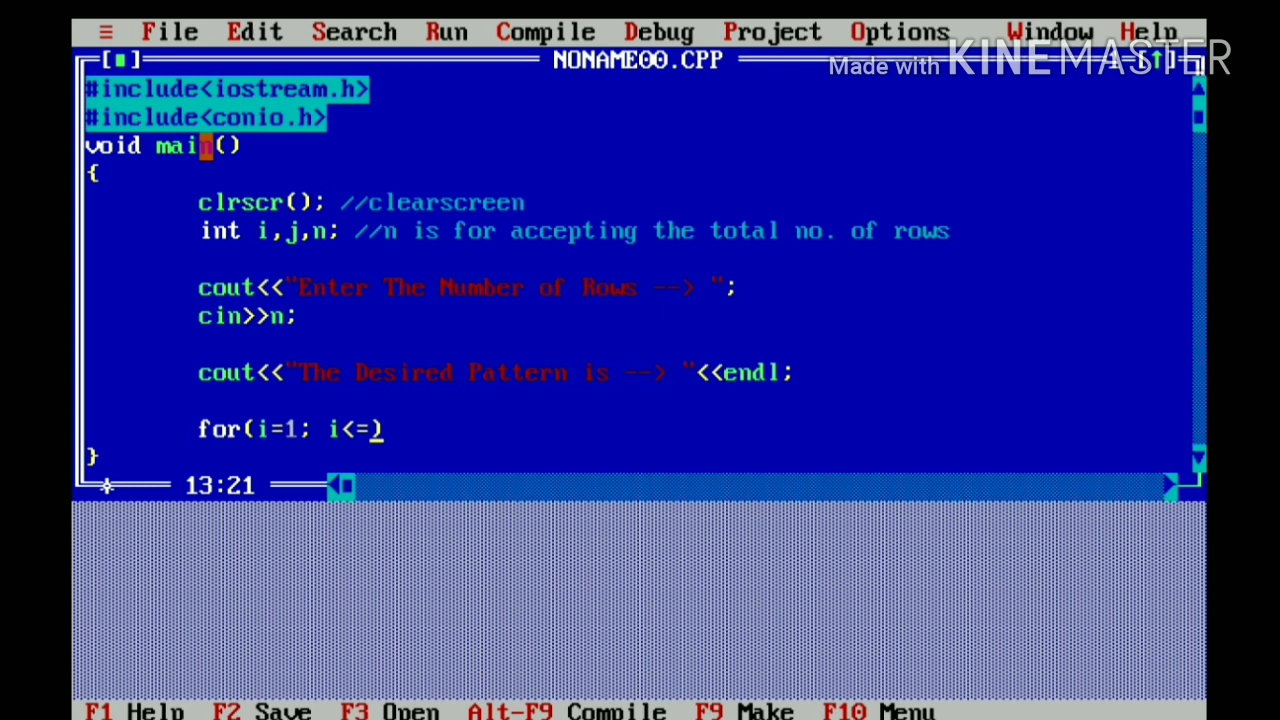 ≡ File Edit Search Run Compile Debug Project Options Window Help
[■] NONAME00.CPP 1-[↑]
Made with KINEMASTER
#include<iostream.h>
#include<conio.h>
void main()
{
clrscr(); //clearscreen
int i,j,n; //n is for accepting the total no. of rows
cout<<"Enter The Number of Rows --> ";
cin>>n;
cout<<"The Desired Pattern is --> "<<endl;
for(i=1; i<=)
}
13:21
F1 Help F2 Save F3 Open Alt-F9 Compile F9 Make F10 Menu